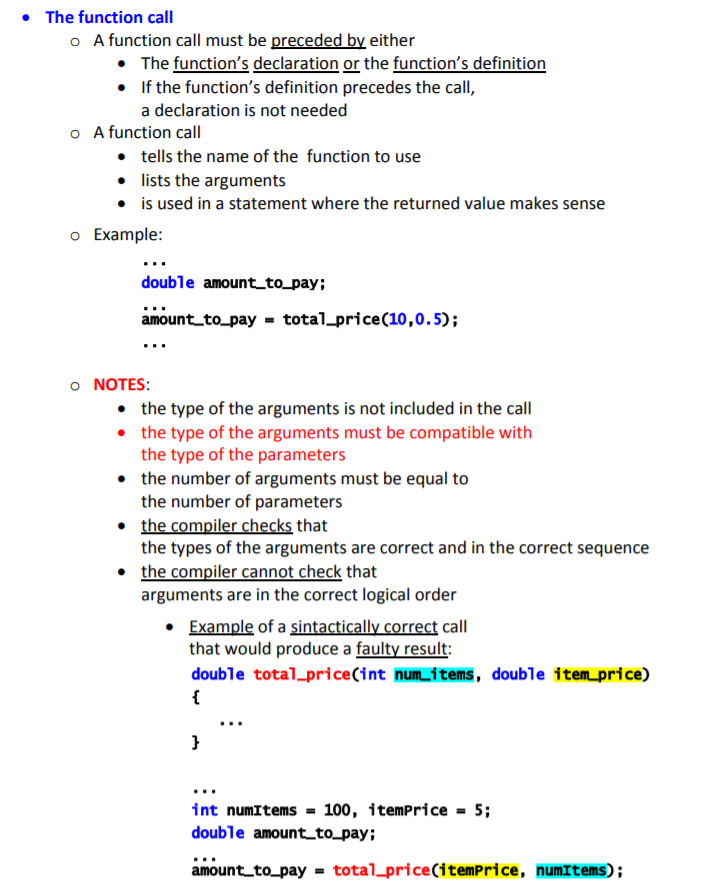 • The function call
o A function call must be preceded by either
• The function's declaration or the function's definition
• If the function's definition precedes the call,
a declaration is not needed
o A function call
• tells the name of the function to use
• lists the arguments
• is used in a statement where the returned value makes sense
o Example:
...
double amount_to_pay;
...
amount_to_pay = total_price(10,0.5);
...
o NOTES:
• the type of the arguments is not included in the call
• the type of the arguments must be compatible with
the type of the parameters
• the number of arguments must be equal to
the number of parameters
• the compiler checks that
the types of the arguments are correct and in the correct sequence
• the compiler cannot check that
arguments are in the correct logical order
• Example of a sintactically correct call
that would produce a faulty result:
double total_price(int num_items, double item_price)
{
...
}
...
int numItems = 100, itemPrice = 5;
double amount_to_pay;
...
amount_to_pay = total_price(itemPrice, numItems);